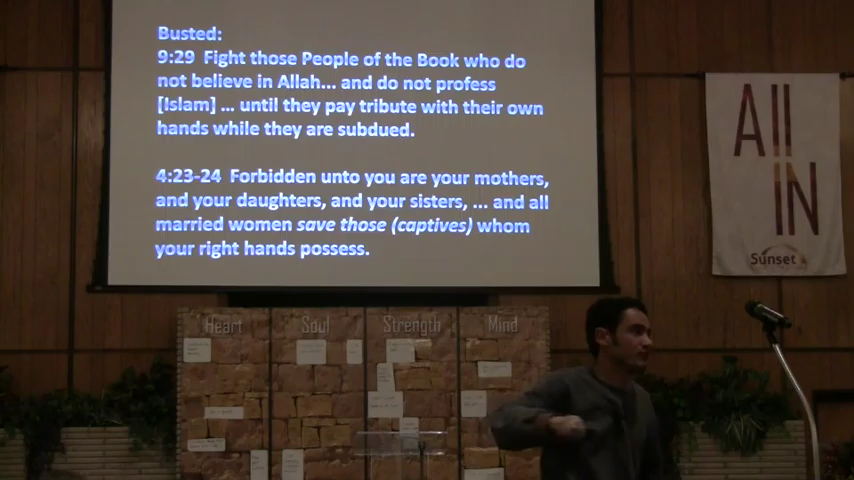 Busted:
9:29 Fight those People of the Book who do
not believe in Allah... and do not profess
[Islam] ... until they pay tribute with their own
hands while they are subdued.
4:23-24 Forbidden unto you are your mothers,
and your daughters, and your sisters, ... and all
married women save those (captives) whom
your right hands possess.
All
IN
Sunset
Heart
Soul
Strength
Mind